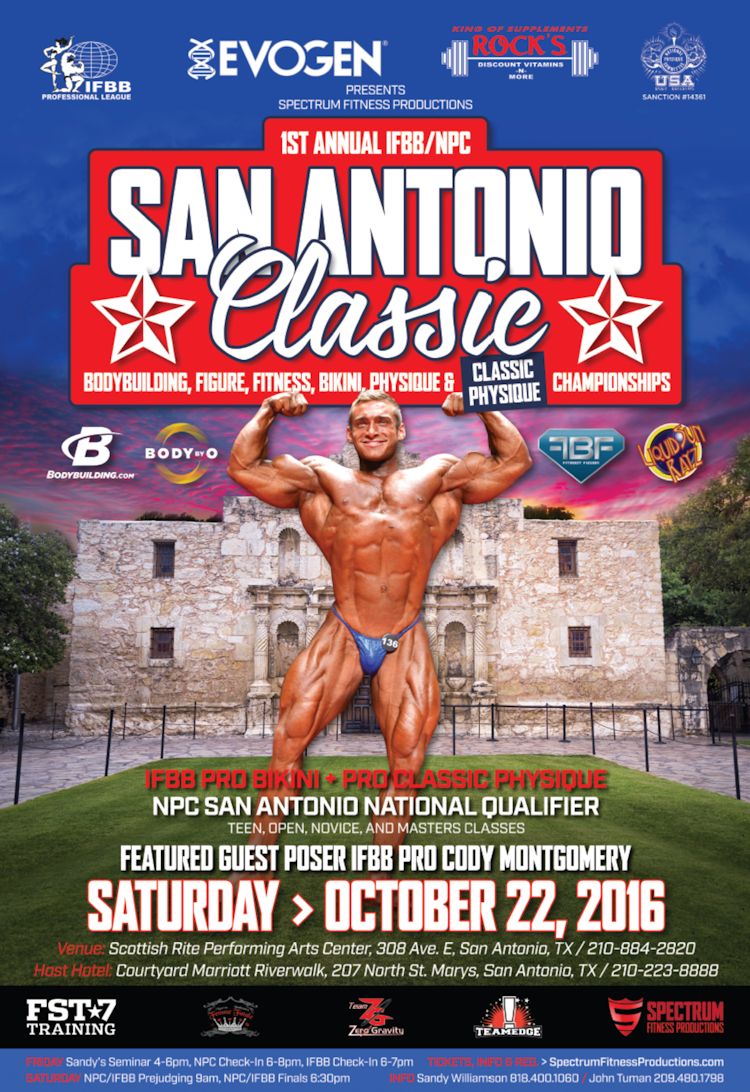 IFBB
PROFESSIONAL LEAGUE
EVOGEN®
PRESENTS
SPECTRUM FITNESS PRODUCTIONS
KING OF SUPPLEMENTS
ROCK'S
DISCOUNT VITAMINS
-N-
MORE
USA
SANCTION #14361
1ST ANNUAL IFBB/NPC
SAN ANTONIO
Classic
BODYBUILDING, FIGURE, FITNESS, BIKINI, PHYSIQUE & CLASSIC PHYSIQUE CHAMPIONSHIPS
B
BODYBUILDING.COM
BODY BY O
FBF
LIQUID SUN
RAYZ
136
IFBB PRO BIKINI + PRO CLASSIC PHYSIQUE
NPC SAN ANTONIO NATIONAL QUALIFIER
TEEN, OPEN, NOVICE, AND MASTERS CLASSES
FEATURED GUEST POSER IFBB PRO CODY MONTGOMERY
SATURDAY > OCTOBER 22, 2016
Venue: Scottish Rite Performing Arts Center, 308 Ave. E, San Antonio, TX / 210-884-2820
Host Hotel: Courtyard Marriott Riverwalk, 207 North St. Marys, San Antonio, TX / 210-223-8888
FST★7
TRAINING
Team
Zero Gravity
TEAMEDGE
SPECTRUM
FITNESS PRODUCTIONS
FRIDAY Sandy's Seminar 4-6pm, NPC Check-In 6-8pm, IFBB Check-In 6-7pm TICKETS, INFO & REG. > SpectrumFitnessProductions.com
SATURDAY NPC/IFBB Prejudging 9am, NPC/IFBB Finals 6:30pm INFO Sandy Williamson 818.400.1060 / John Tuman 209.480.1798